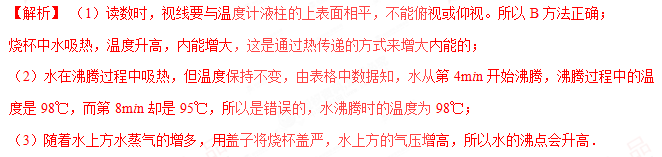 【解析】（1）读数时，视线要与温度计液柱的上表面相平，不能俯视或仰视。所以 B 方法正确；
烧杯中水吸热，温度升高，内能增大，这是通过热传递的方式来增大内能的；
（2）水在沸腾过程中吸热，但温度保持不变，由表格中数据知，水从第 4min 开始沸腾，沸腾过程中的温
度是 98℃，而第 8min 却是 95℃，所以是错误的，水沸腾时的温度为 98℃；
（3）随着水上方水蒸气的增多，用盖子将烧杯盖严，水上方的气压增高，所以水的沸点会升高．